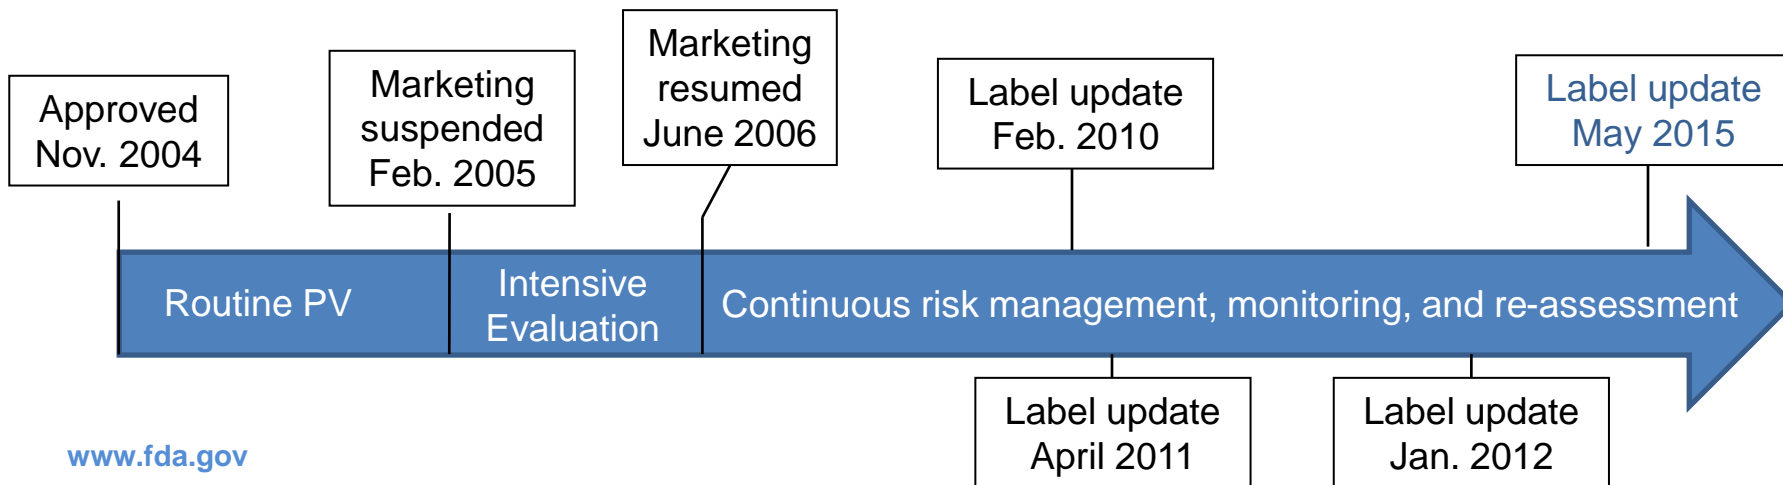 Approved
Nov. 2004
Marketing
suspended
Feb. 2005
Marketing
resumed
June 2006
Label update
Feb. 2010
Label update
May 2015
Routine PV
Intensive
Evaluation
Continuous risk management, monitoring, and re-assessment
Label update
April 2011
Label update
Jan. 2012
www.fda.gov